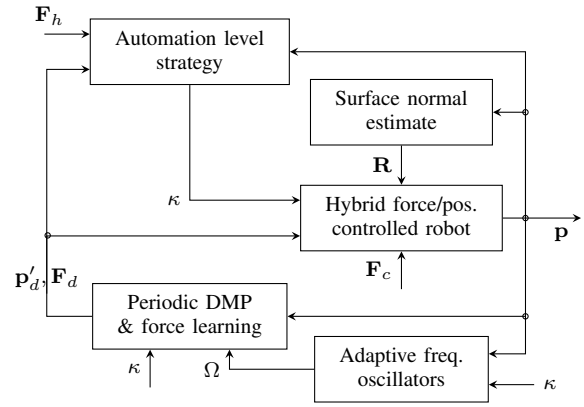 F_h
Automation level
strategy
Surface normal
estimate
R
κ
Hybrid force/pos.
controlled robot
p
F_c
p′_d, F_d
Periodic DMP
& force learning
κ
Ω
Adaptive freq.
oscillators
κ